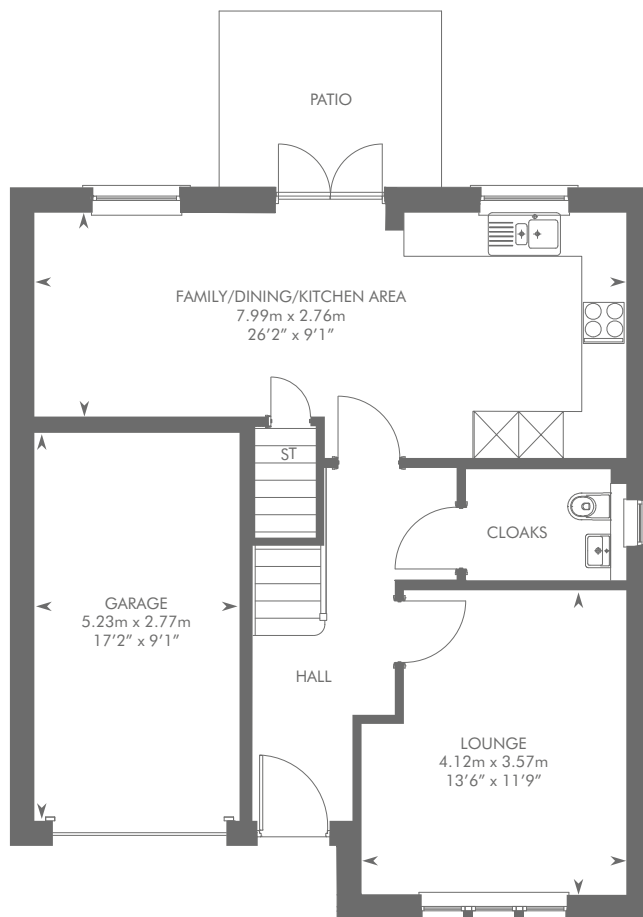 PATIO
FAMILY/DINING/KITCHEN AREA
7.99m x 2.76m
26’2” x 9’1”
ST
CLOAKS
GARAGE
5.23m x 2.77m
17’2” x 9’1”
HALL
LOUNGE
4.12m x 3.57m
13’6” x 11’9”